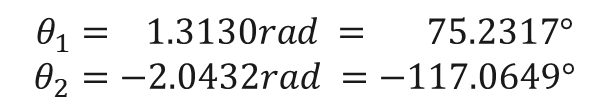 θ₁ = 1.3130rad = 75.2317°
θ₂ = −2.0432rad = −117.0649°